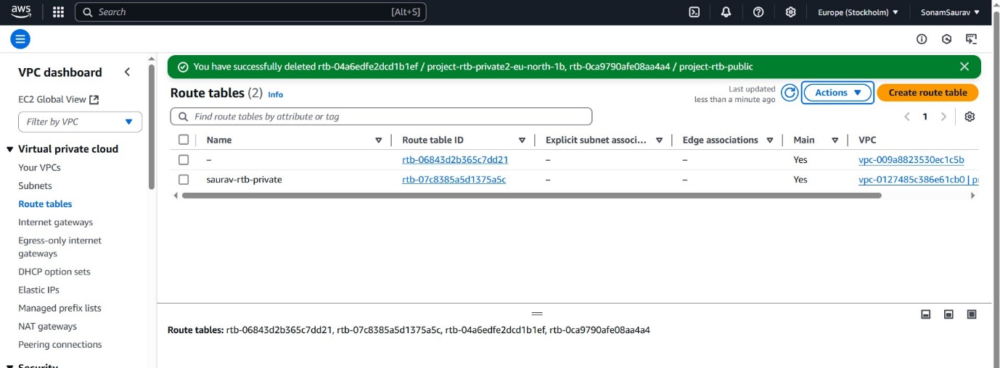 aws
Search [Alt+S] Europe (Stockholm) SonamSaurav
VPC dashboard
EC2 Global View
Filter by VPC
Virtual private cloud
Your VPCs
Subnets
Route tables
Internet gateways
Egress-only internet
gateways
DHCP option sets
Elastic IPs
Managed prefix lists
NAT gateways
Peering connections
Security
You have successfully deleted rtb-04a6edfe2dcd1b1ef / project-rtb-private2-eu-north-1b, rtb-0ca9790afe08aa4a4 / project-rtb-public
Route tables (2) Info
Last updated
less than a minute ago
Actions
Create route table
Find route tables by attribute or tag
1
Name Route table ID Explicit subnet associ... Edge associations Main VPC
– rtb-06843d2b365c7dd21 – – Yes vpc-009a8823530ec1c5b
saurav-rtb-private rtb-07c8385a5d1375a5c – – Yes vpc-0127485c386e61cb0 |
Route tables: rtb-06843d2b365c7dd21, rtb-07c8385a5d1375a5c, rtb-04a6edfe2dcd1b1ef, rtb-0ca9790afe08aa4a4